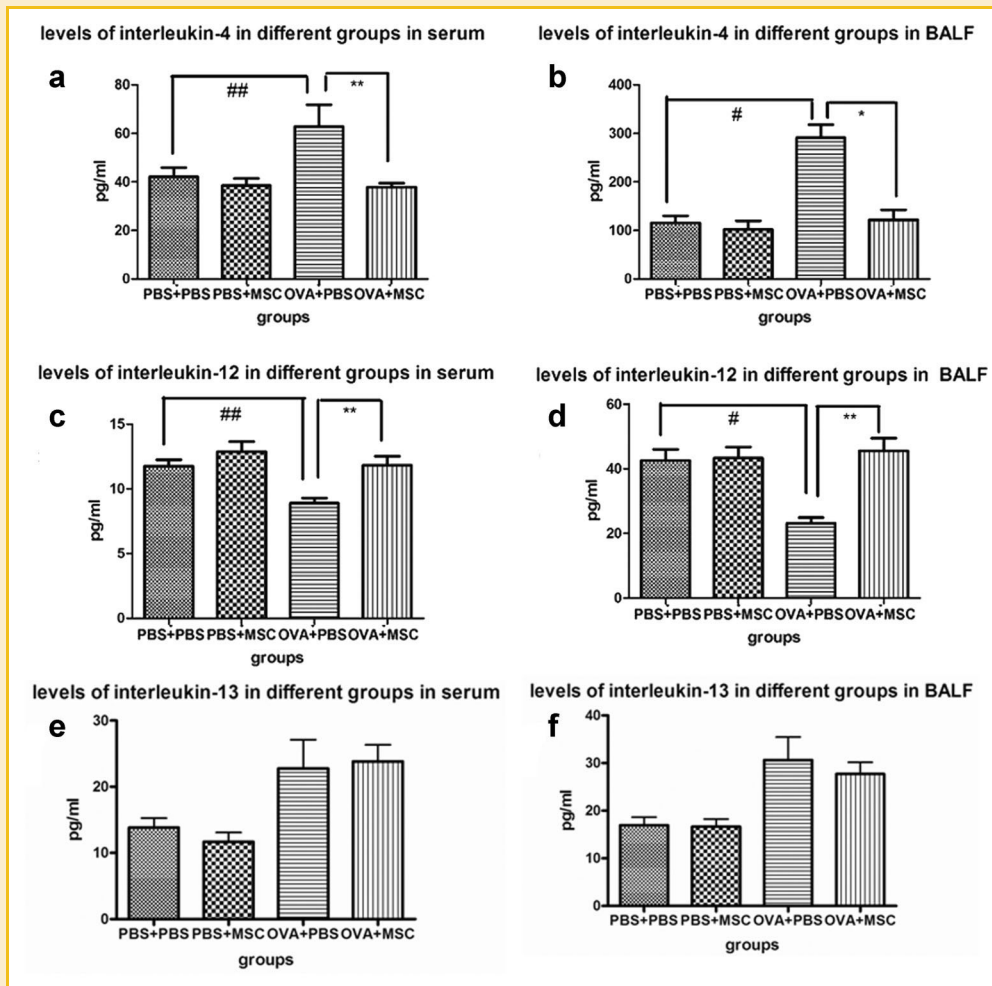 levels of interleukin-4 in different groups in serum
a
80
60
40
20
0
pg/ml
##
**
PBS+PBS PBS+MSC OVA+PBS OVA+MSC
groups
levels of interleukin-4 in different groups in BALF
b
400
300
200
100
0
pg/ml
#
*
PBS+PBS PBS+MSC OVA+PBS OVA+MSC
groups
levels of interleukin-12 in different groups in serum
c
15
10
5
0
pg/ml
##
**
PBS+PBS PBS+MSC OVA+PBS OVA+MSC
groups
levels of interleukin-12 in different groups in BALF
d
60
40
20
0
pg/ml
#
**
PBS+PBS PBS+MSC OVA+PBS OVA+MSC
groups
levels of interleukin-13 in different groups in serum
e
30
20
10
0
pg/ml
PBS+PBS PBS+MSC OVA+PBS OVA+MSC
groups
levels of interleukin-13 in different groups in BALF
f
40
30
20
10
0
pg/ml
PBS+PBS PBS+MSC OVA+PBS OVA+MSC
groups